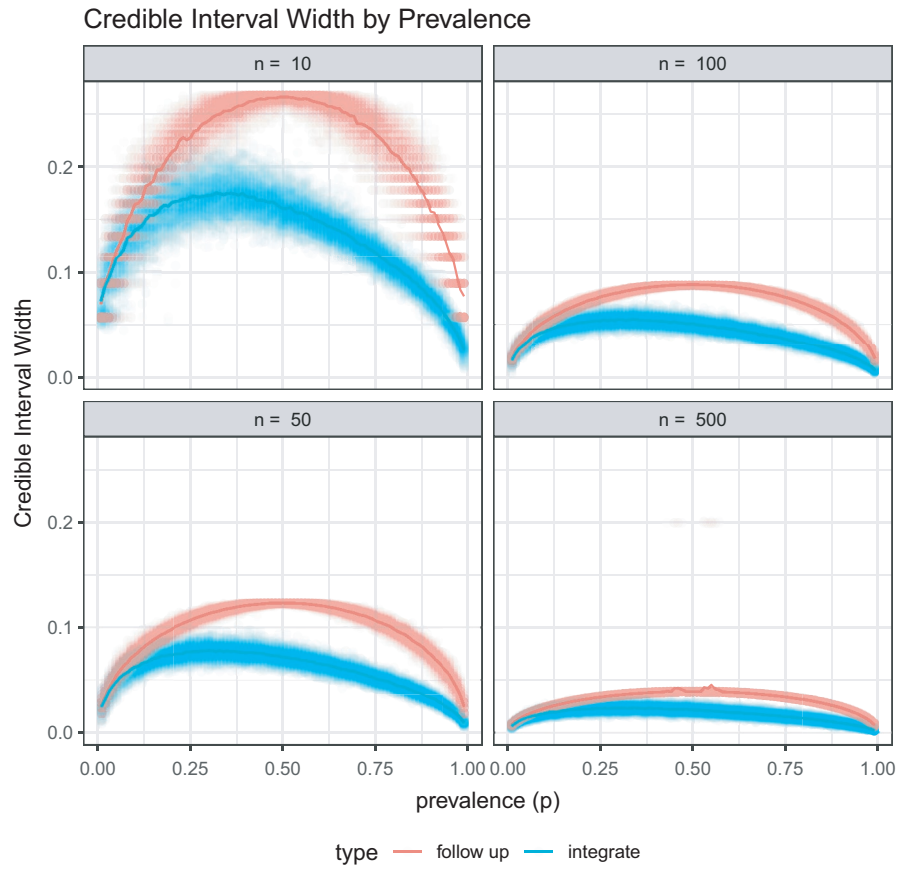 Credible Interval Width by Prevalence
n = 10
n = 100
0.2
0.1
0.0
n = 50
n = 500
0.2
0.1
0.0
Credible Interval Width
0.00 0.25 0.50 0.75 1.00 0.00 0.25 0.50 0.75 1.00
prevalence (p)
type follow up integrate